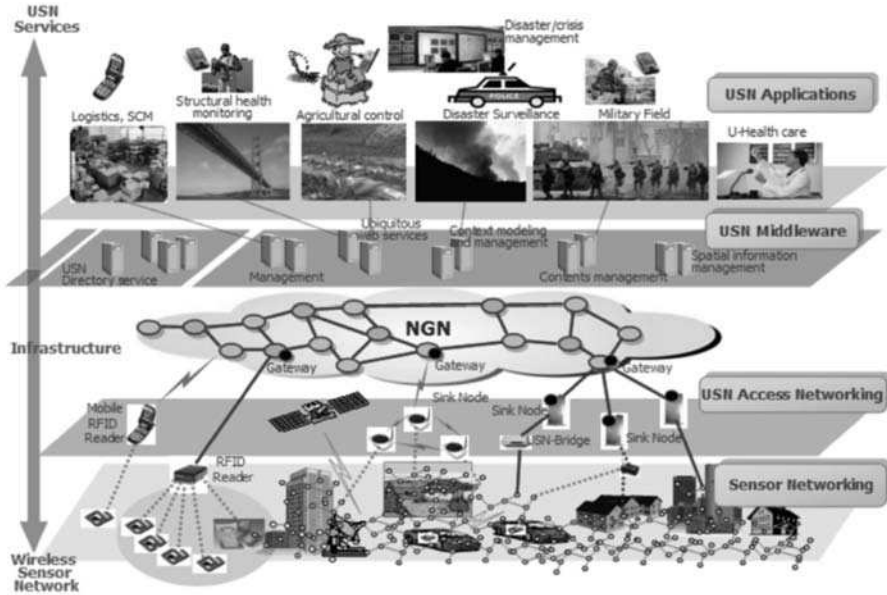 USN
Services
Disaster/crisis
management
Structural health
monitoring
Logistics, SCM
Agricultural control
POLICE
Disaster Surveillance
Military Field
USN Applications
U-Health care
USN Middleware
Ubiquitous
web services
Context modeling
and management
USN
Directory service
Management
Contents management
Spatial information
management
NGN
Infrastructure
Gateway
Gateway
Gateway
USN Access Networking
Mobile
RFID
Reader
Sink Node
Sink Node
USN-Bridge
Sink Node
RFID
Reader
Sensor Networking
Wireless
Sensor
Network